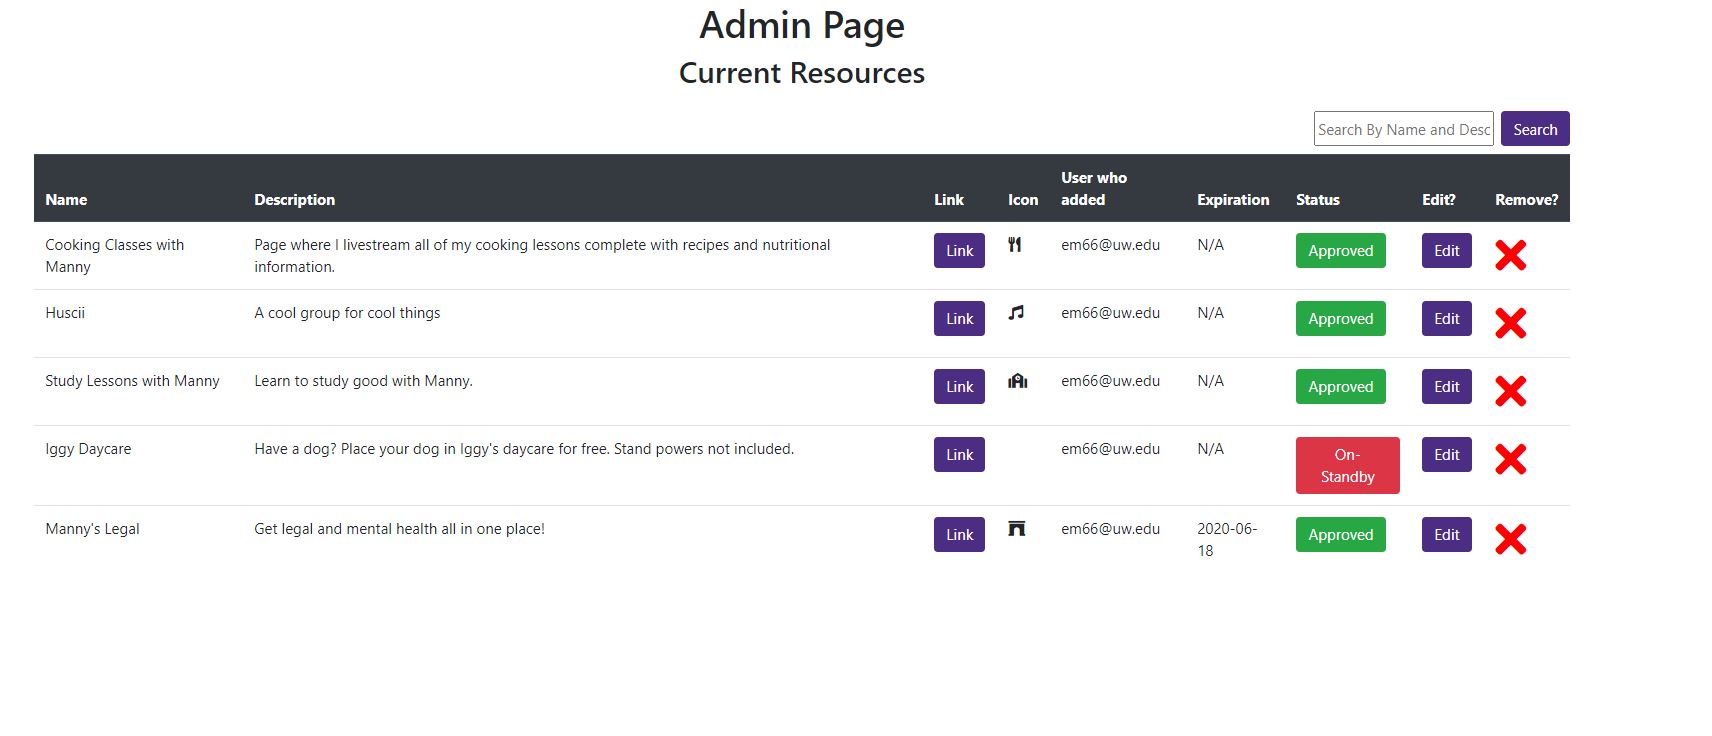 Admin Page
Current Resources
Search By Name and Desc Search
Name Description Link Icon User who added Expiration Status Edit? Remove?
Cooking Classes with Manny Page where I livestream all of my cooking lessons complete with recipes and nutritional information. Link em66@uw.edu N/A Approved Edit
Huscii A cool group for cool things Link em66@uw.edu N/A Approved Edit
Study Lessons with Manny Learn to study good with Manny. Link em66@uw.edu N/A Approved Edit
Iggy Daycare Have a dog? Place your dog in Iggy's daycare for free. Stand powers not included. Link em66@uw.edu N/A On-Standby Edit
Manny's Legal Get legal and mental health all in one place! Link em66@uw.edu 2020-06-18 Approved Edit